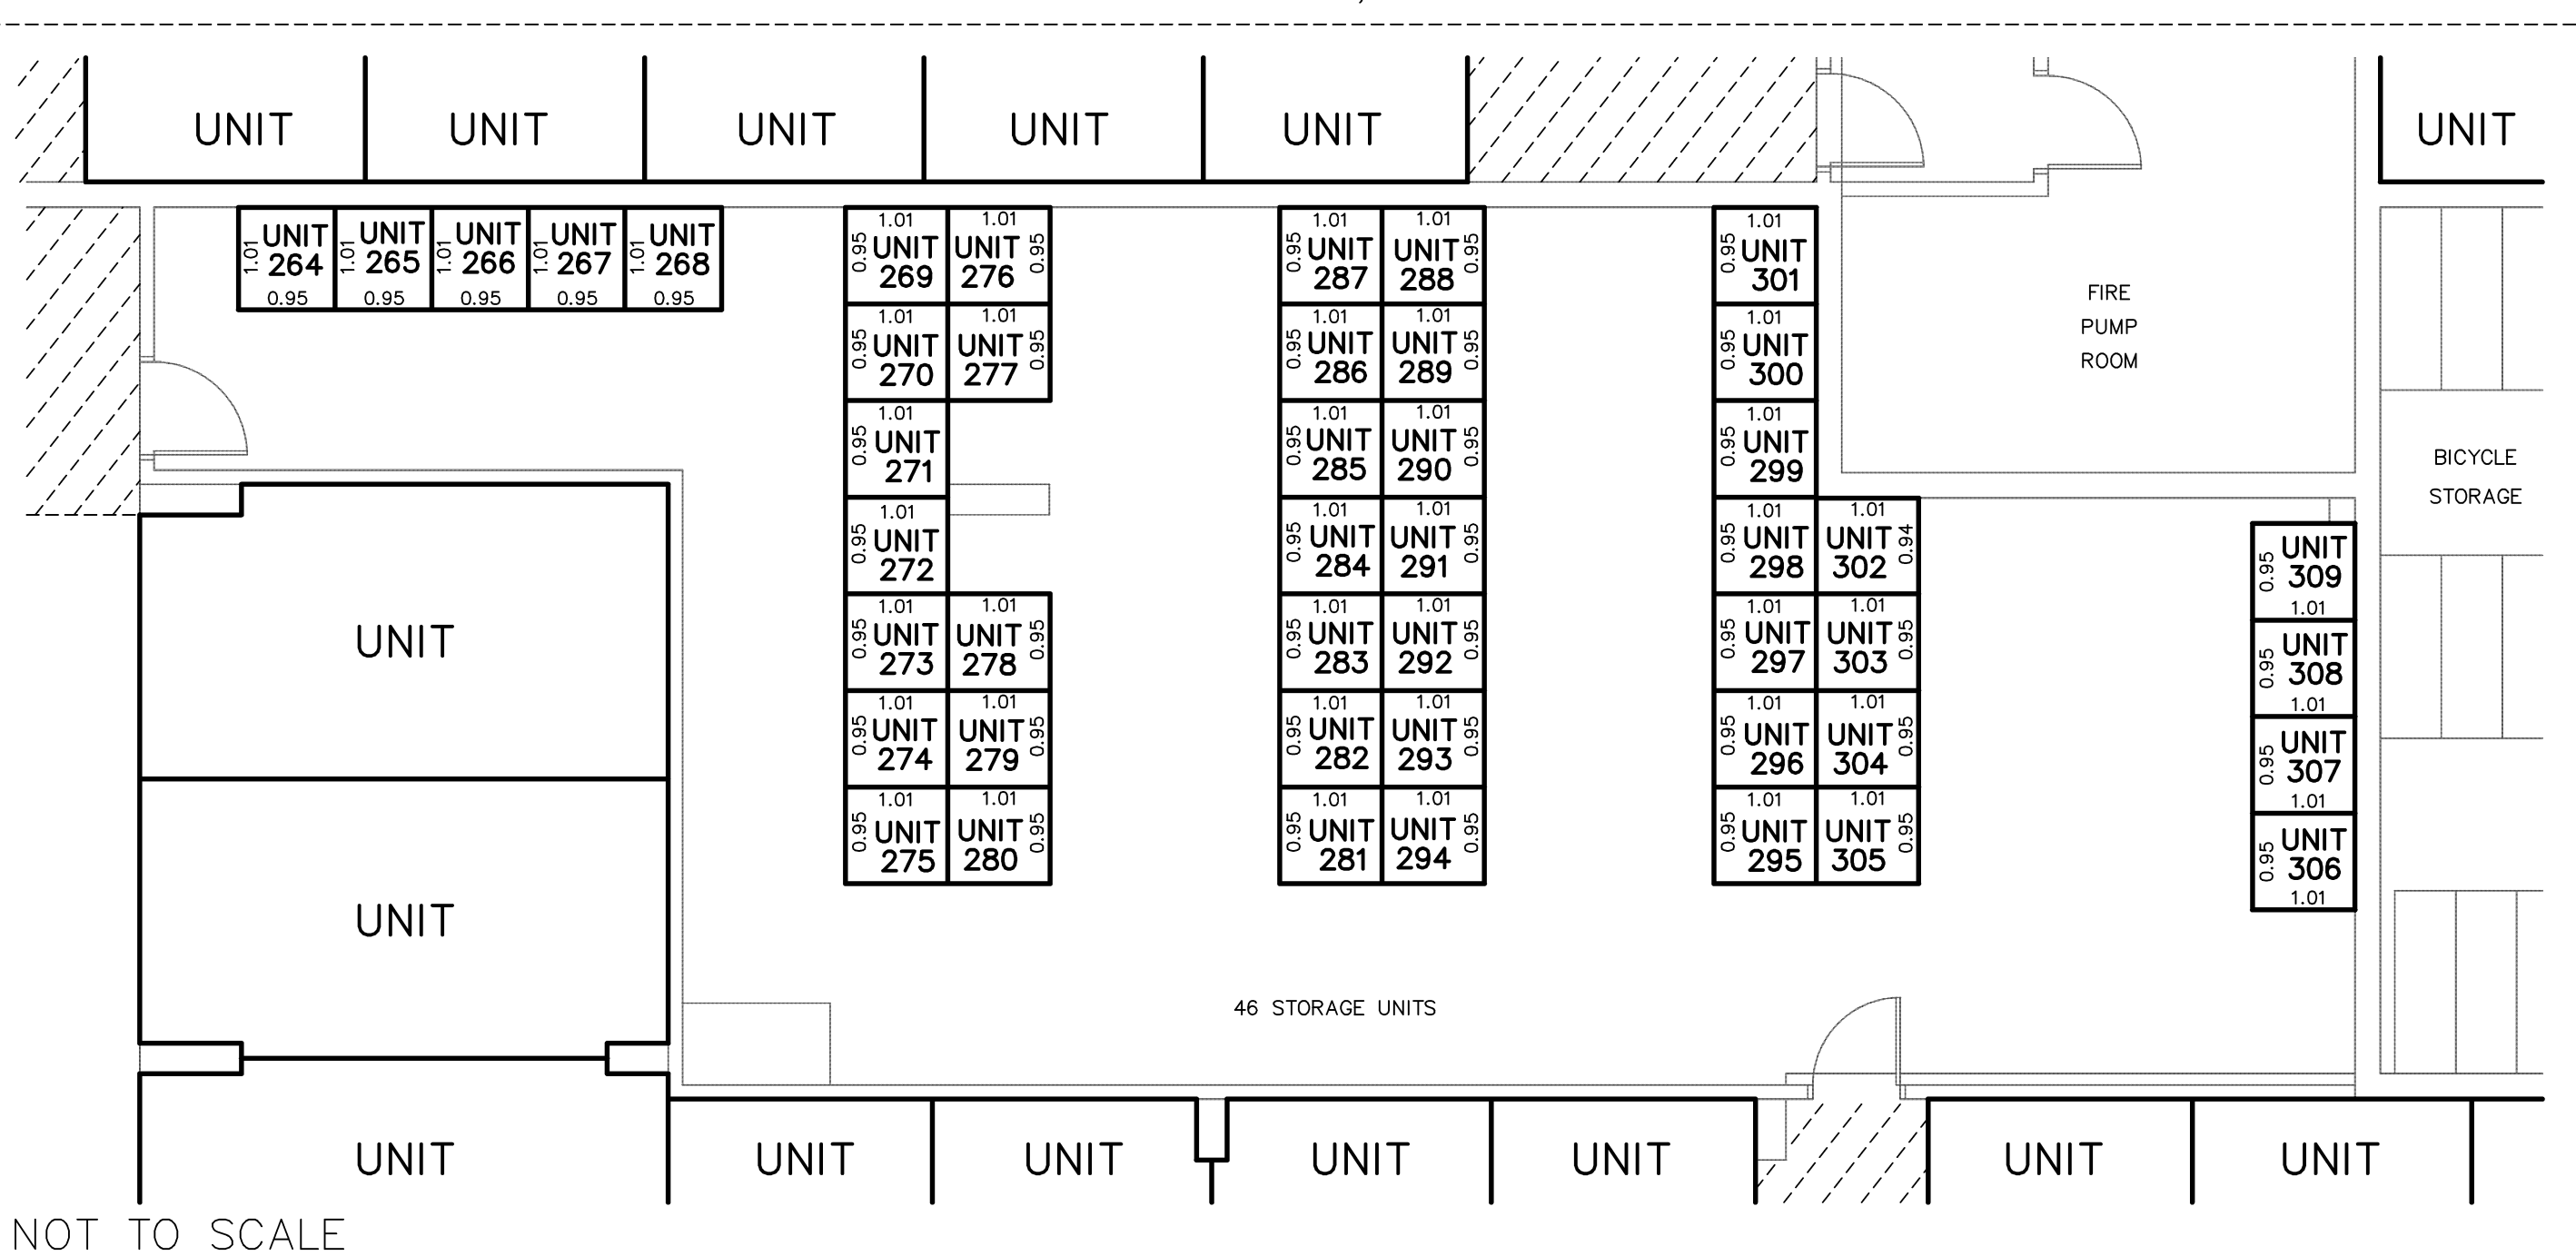 UNIT
UNIT
UNIT
UNIT
UNIT
UNIT
1.01
UNIT
264
0.95
1.01
UNIT
265
0.95
1.01
UNIT
266
0.95
1.01
UNIT
267
0.95
1.01
UNIT
268
0.95
1.01
0.95
UNIT
269
1.01
0.95
UNIT
276
1.01
0.95
UNIT
270
1.01
0.95
UNIT
277
1.01
0.95
UNIT
271
1.01
0.95
UNIT
272
1.01
0.95
UNIT
273
1.01
0.95
UNIT
278
1.01
0.95
UNIT
274
1.01
0.95
UNIT
279
1.01
0.95
UNIT
275
1.01
0.95
UNIT
280
1.01
0.95
UNIT
287
1.01
0.95
UNIT
288
1.01
0.95
UNIT
286
1.01
0.95
UNIT
289
1.01
0.95
UNIT
285
1.01
0.95
UNIT
290
1.01
0.95
UNIT
284
1.01
0.95
UNIT
291
1.01
0.95
UNIT
283
1.01
0.95
UNIT
292
1.01
0.95
UNIT
282
1.01
0.95
UNIT
293
1.01
0.95
UNIT
281
1.01
0.95
UNIT
294
1.01
0.95
UNIT
301
1.01
0.95
UNIT
300
1.01
0.95
UNIT
299
1.01
0.95
UNIT
298
1.01
0.94
UNIT
302
1.01
0.95
UNIT
297
1.01
0.95
UNIT
303
1.01
0.95
UNIT
296
1.01
0.95
UNIT
304
1.01
0.95
UNIT
295
1.01
0.95
UNIT
305
FIRE
PUMP
ROOM
BICYCLE
STORAGE
0.95
UNIT
309
1.01
0.95
UNIT
308
1.01
0.95
UNIT
307
1.01
0.95
UNIT
306
1.01
UNIT
UNIT
46 STORAGE UNITS
UNIT
UNIT
UNIT
UNIT
UNIT
UNIT
UNIT
NOT TO SCALE